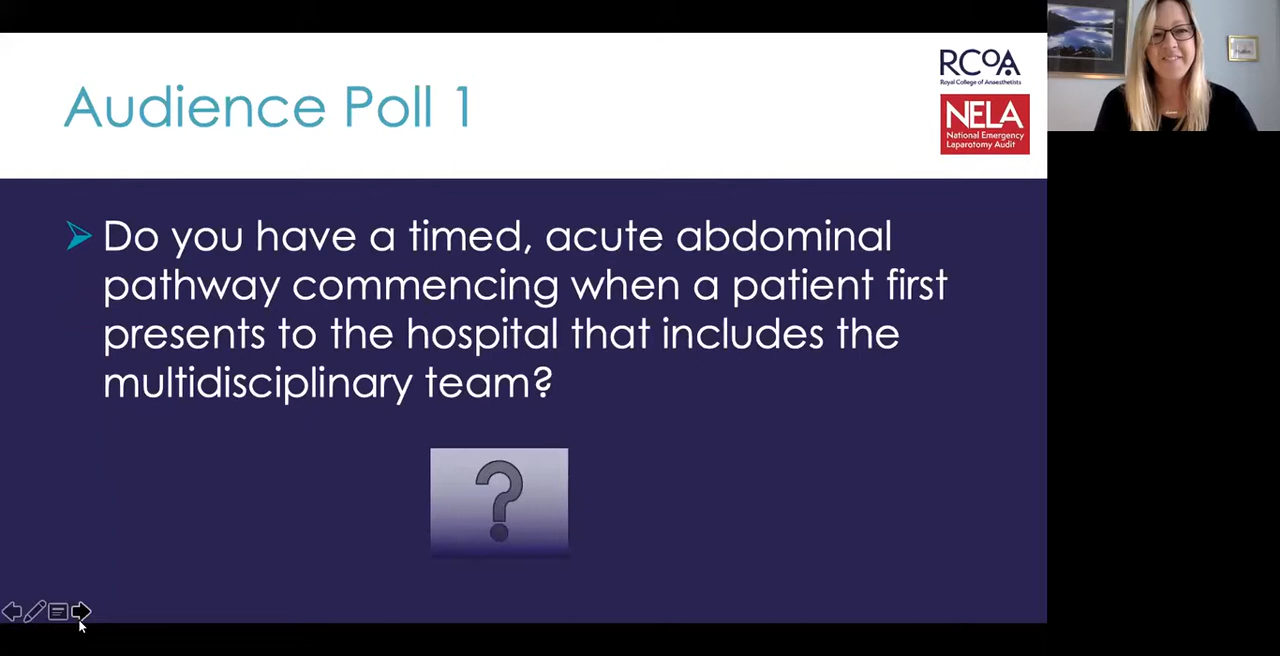 Audience Poll 1
RCoA
Royal College of Anaesthetists
NELA
National Emergency
Laparotomy Audit
Do you have a timed, acute abdominal
pathway commencing when a patient first
presents to the hospital that includes the
multidisciplinary team?
?